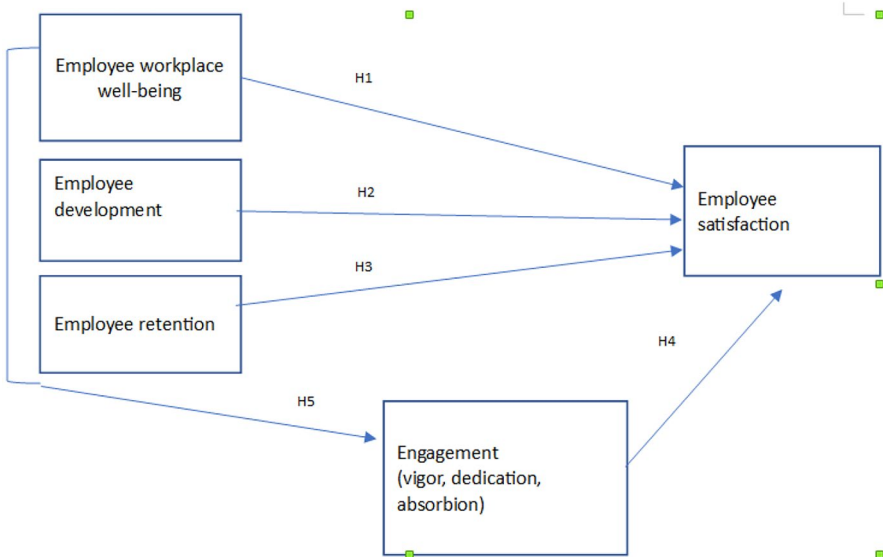 Employee workplace
well-being
H1
Employee
development
H2
Employee
satisfaction
H3
Employee retention
H4
H5
Engagement
(vigor, dedication,
absorbion)